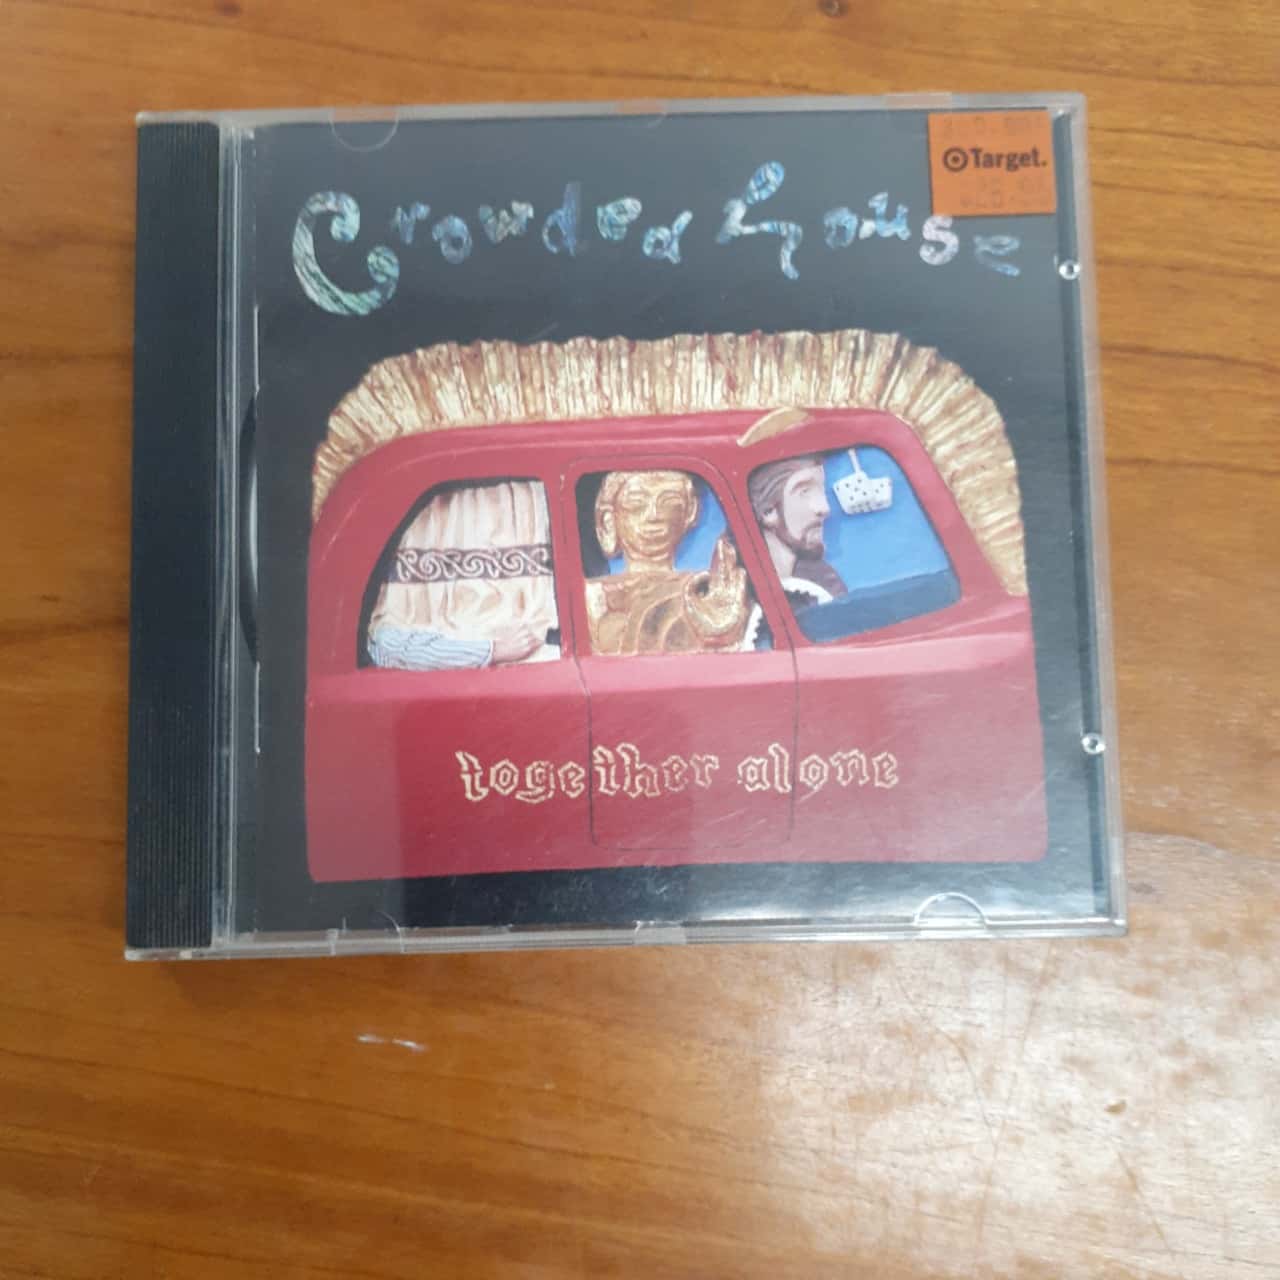 Target.
Crowded House
together alone